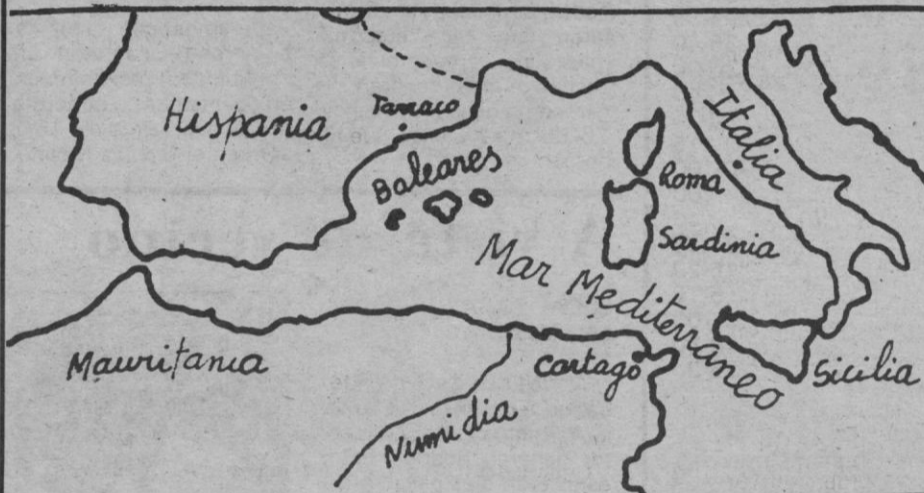 Hispania
Tarraco
Baleares
Italia
Roma
Sardinia
Mar Mediterraneo
Mauritania
Numidia
Cartago
Sicilia